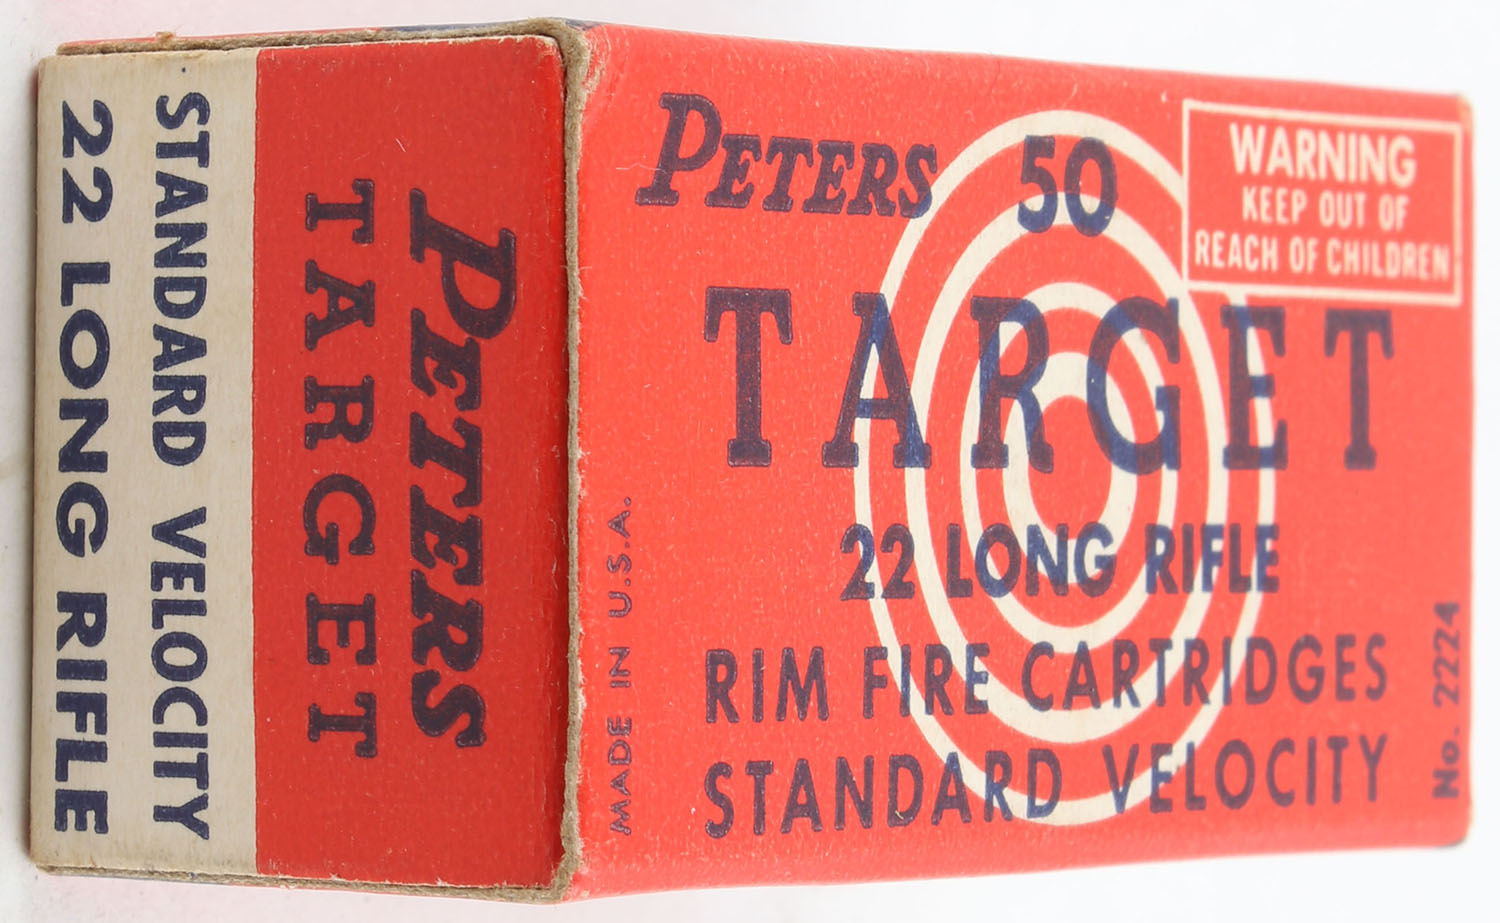 PETERS 50
TARGET
22 LONG RIFLE
RIM FIRE CARTRIDGES
STANDARD VELOCITY
WARNING
KEEP OUT OF
REACH OF CHILDREN
MADE IN U.S.A.
No. 2224
PETERS
TARGET
STANDARD VELOCITY
22 LONG RIFLE